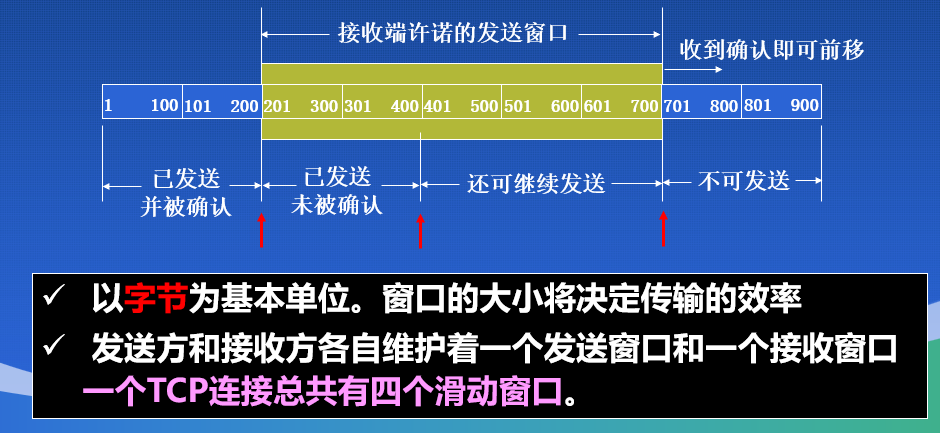 接收端许诺的发送窗口
收到确认即可前移
1 100 101 200 201 300 301 400 401 500 501 600 601 700 701 800 801 900
已发送
并被确认
已发送
未被确认
还可继续发送
不可发送
✓ 以字节为基本单位。窗口的大小将决定传输的效率
✓ 发送方和接收方各自维护着一个发送窗口和一个接收窗口
一个TCP连接总共有四个滑动窗口。